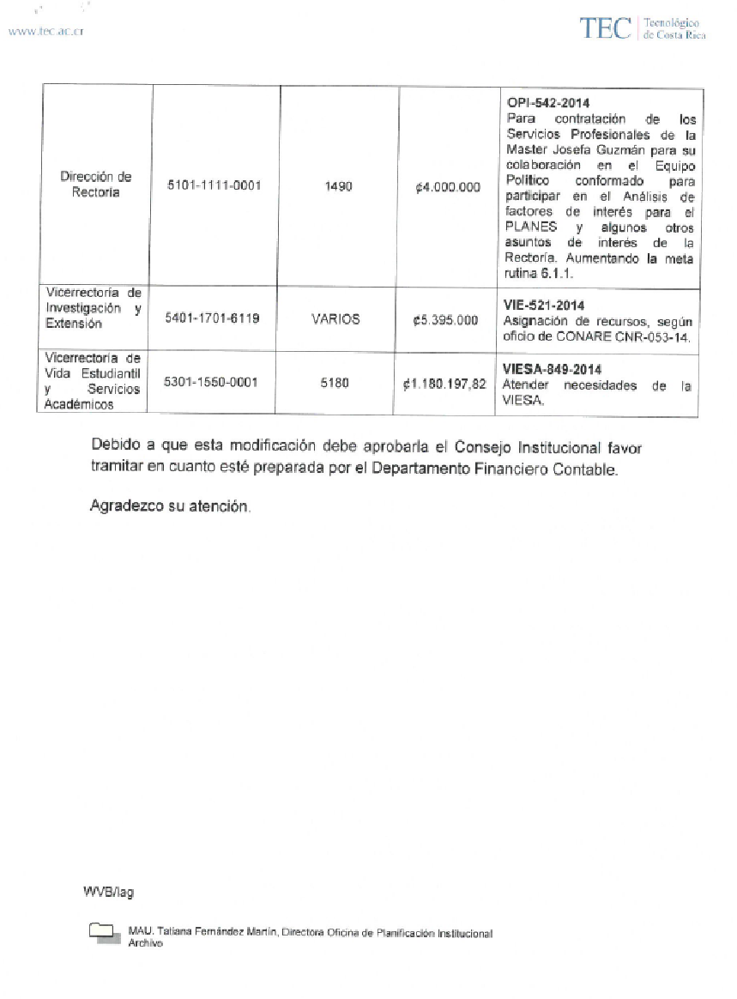 www.tec.ac.cr
TEC | Tecnológico
de Costa Rica
Dirección de
Rectoría
5101-1111-0001
1490
¢4.000.000
OPI-542-2014
Para contratación de los
Servicios Profesionales de la
Master Josefa Guzmán para su
colaboración en el Equipo
Político conformado para
participar en el Análisis de
factores de interés para el
PLANES y algunos otros
asuntos de interés de la
Rectoría. Aumentando la meta
rutina 6.1.1.
Vicerrectoría de
Investigación y
Extensión
5401-1701-6119
VARIOS
¢5.395.000
VIE-521-2014
Asignación de recursos, según
oficio de CONARE CNR-053-14.
Vicerrectoría de
Vida Estudiantil
y Servicios
Académicos
5301-1550-0001
5180
¢1.180.197,82
VIESA-849-2014
Atender necesidades de la
VIESA.
Debido a que esta modificación debe aprobarla el Consejo Institucional favor
tramitar en cuanto esté preparada por el Departamento Financiero Contable.
Agradezco su atención.
WVB/lag
MAU. Tatiana Fernández Martín, Directora Oficina de Planificación Institucional
Archivo